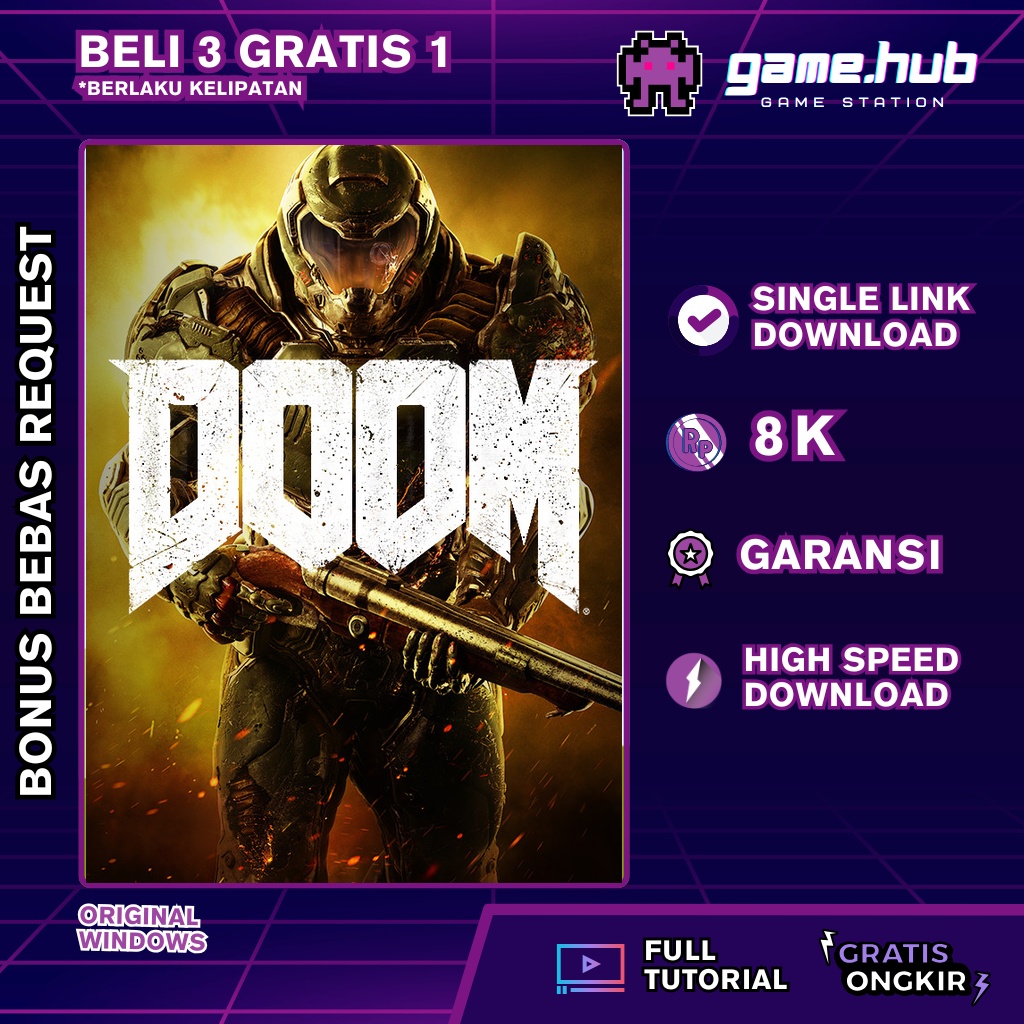 BELI 3 GRATIS 1
*BERLAKU KELIPATAN
game.hub
GAME STATION
BONUS BEBAS REQUEST
DOOM
®
SINGLE LINK
DOWNLOAD
RP
8K
GARANSI
HIGH SPEED
DOWNLOAD
ORIGINAL
WINDOWS
FULL
TUTORIAL
GRATIS
ONGKIR